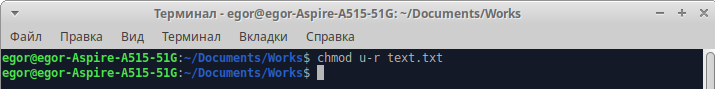 Терминал - egor@egor-Aspire-A515-51G: ~/Documents/Works
Файл Правка Вид Терминал Вкладки Справка
egor@egor-Aspire-A515-51G:~/Documents/Works$ chmod u-r text.txt
egor@egor-Aspire-A515-51G:~/Documents/Works$